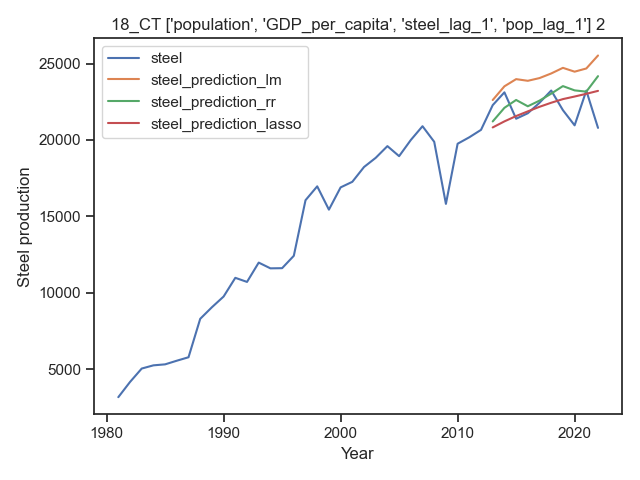 18_CT ['population', 'GDP_per_capita', 'steel_lag_1', 'pop_lag_1'] 2
steel
steel_prediction_lm
steel_prediction_rr
steel_prediction_lasso
25000
20000
15000
10000
5000
Steel production
1980
1990
2000
2010
2020
Year